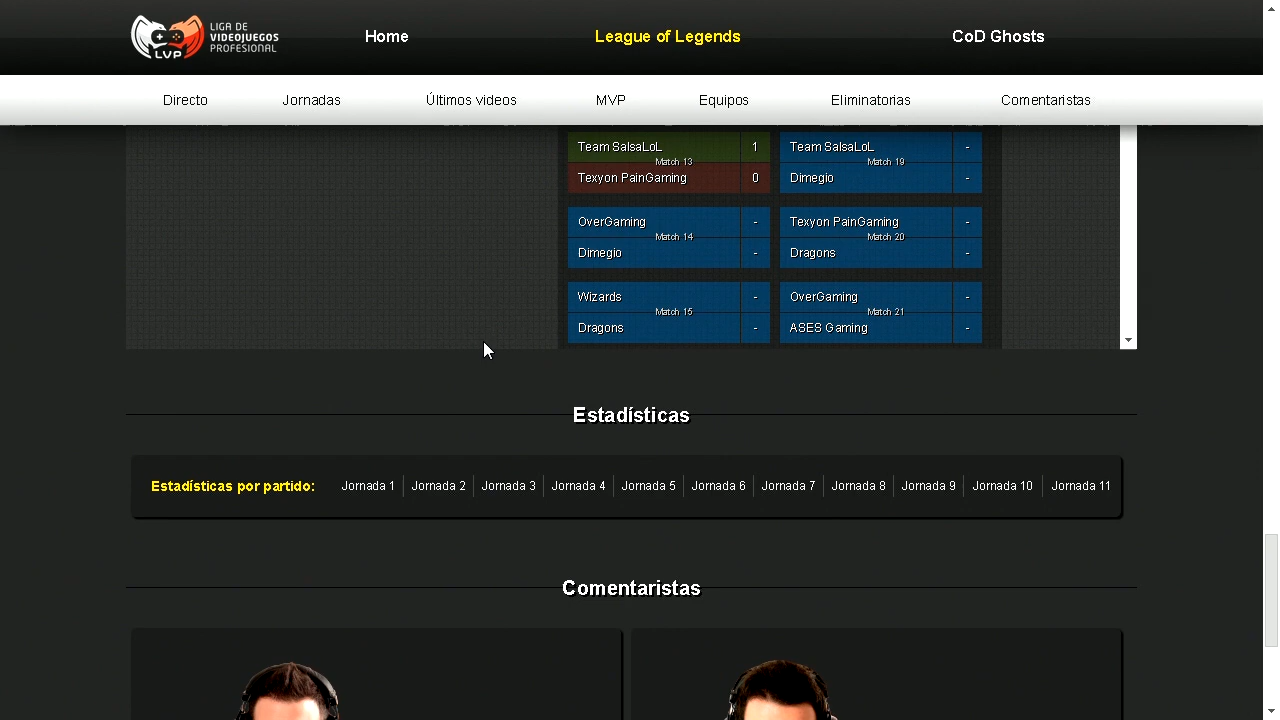 LIGA DE
VIDEOJUEGOS
PROFESIONAL
LVP
Home
League of Legends
CoD Ghosts
Directo
Jornadas
Últimos videos
MVP
Equipos
Eliminatorias
Comentaristas
Team SalsaLoL 1
Match 13
Texyon PainGaming 0
Team SalsaLoL -
Match 19
Dimegio -
OverGaming -
Match 14
Dimegio -
Texyon PainGaming -
Match 20
Dragons -
Wizards -
Match 15
Dragons -
OverGaming -
Match 21
ASES Gaming -
Estadísticas
Estadísticas por partido: Jornada 1 Jornada 2 Jornada 3 Jornada 4 Jornada 5 Jornada 6 Jornada 7 Jornada 8 Jornada 9 Jornada 10 Jornada 11
Comentaristas